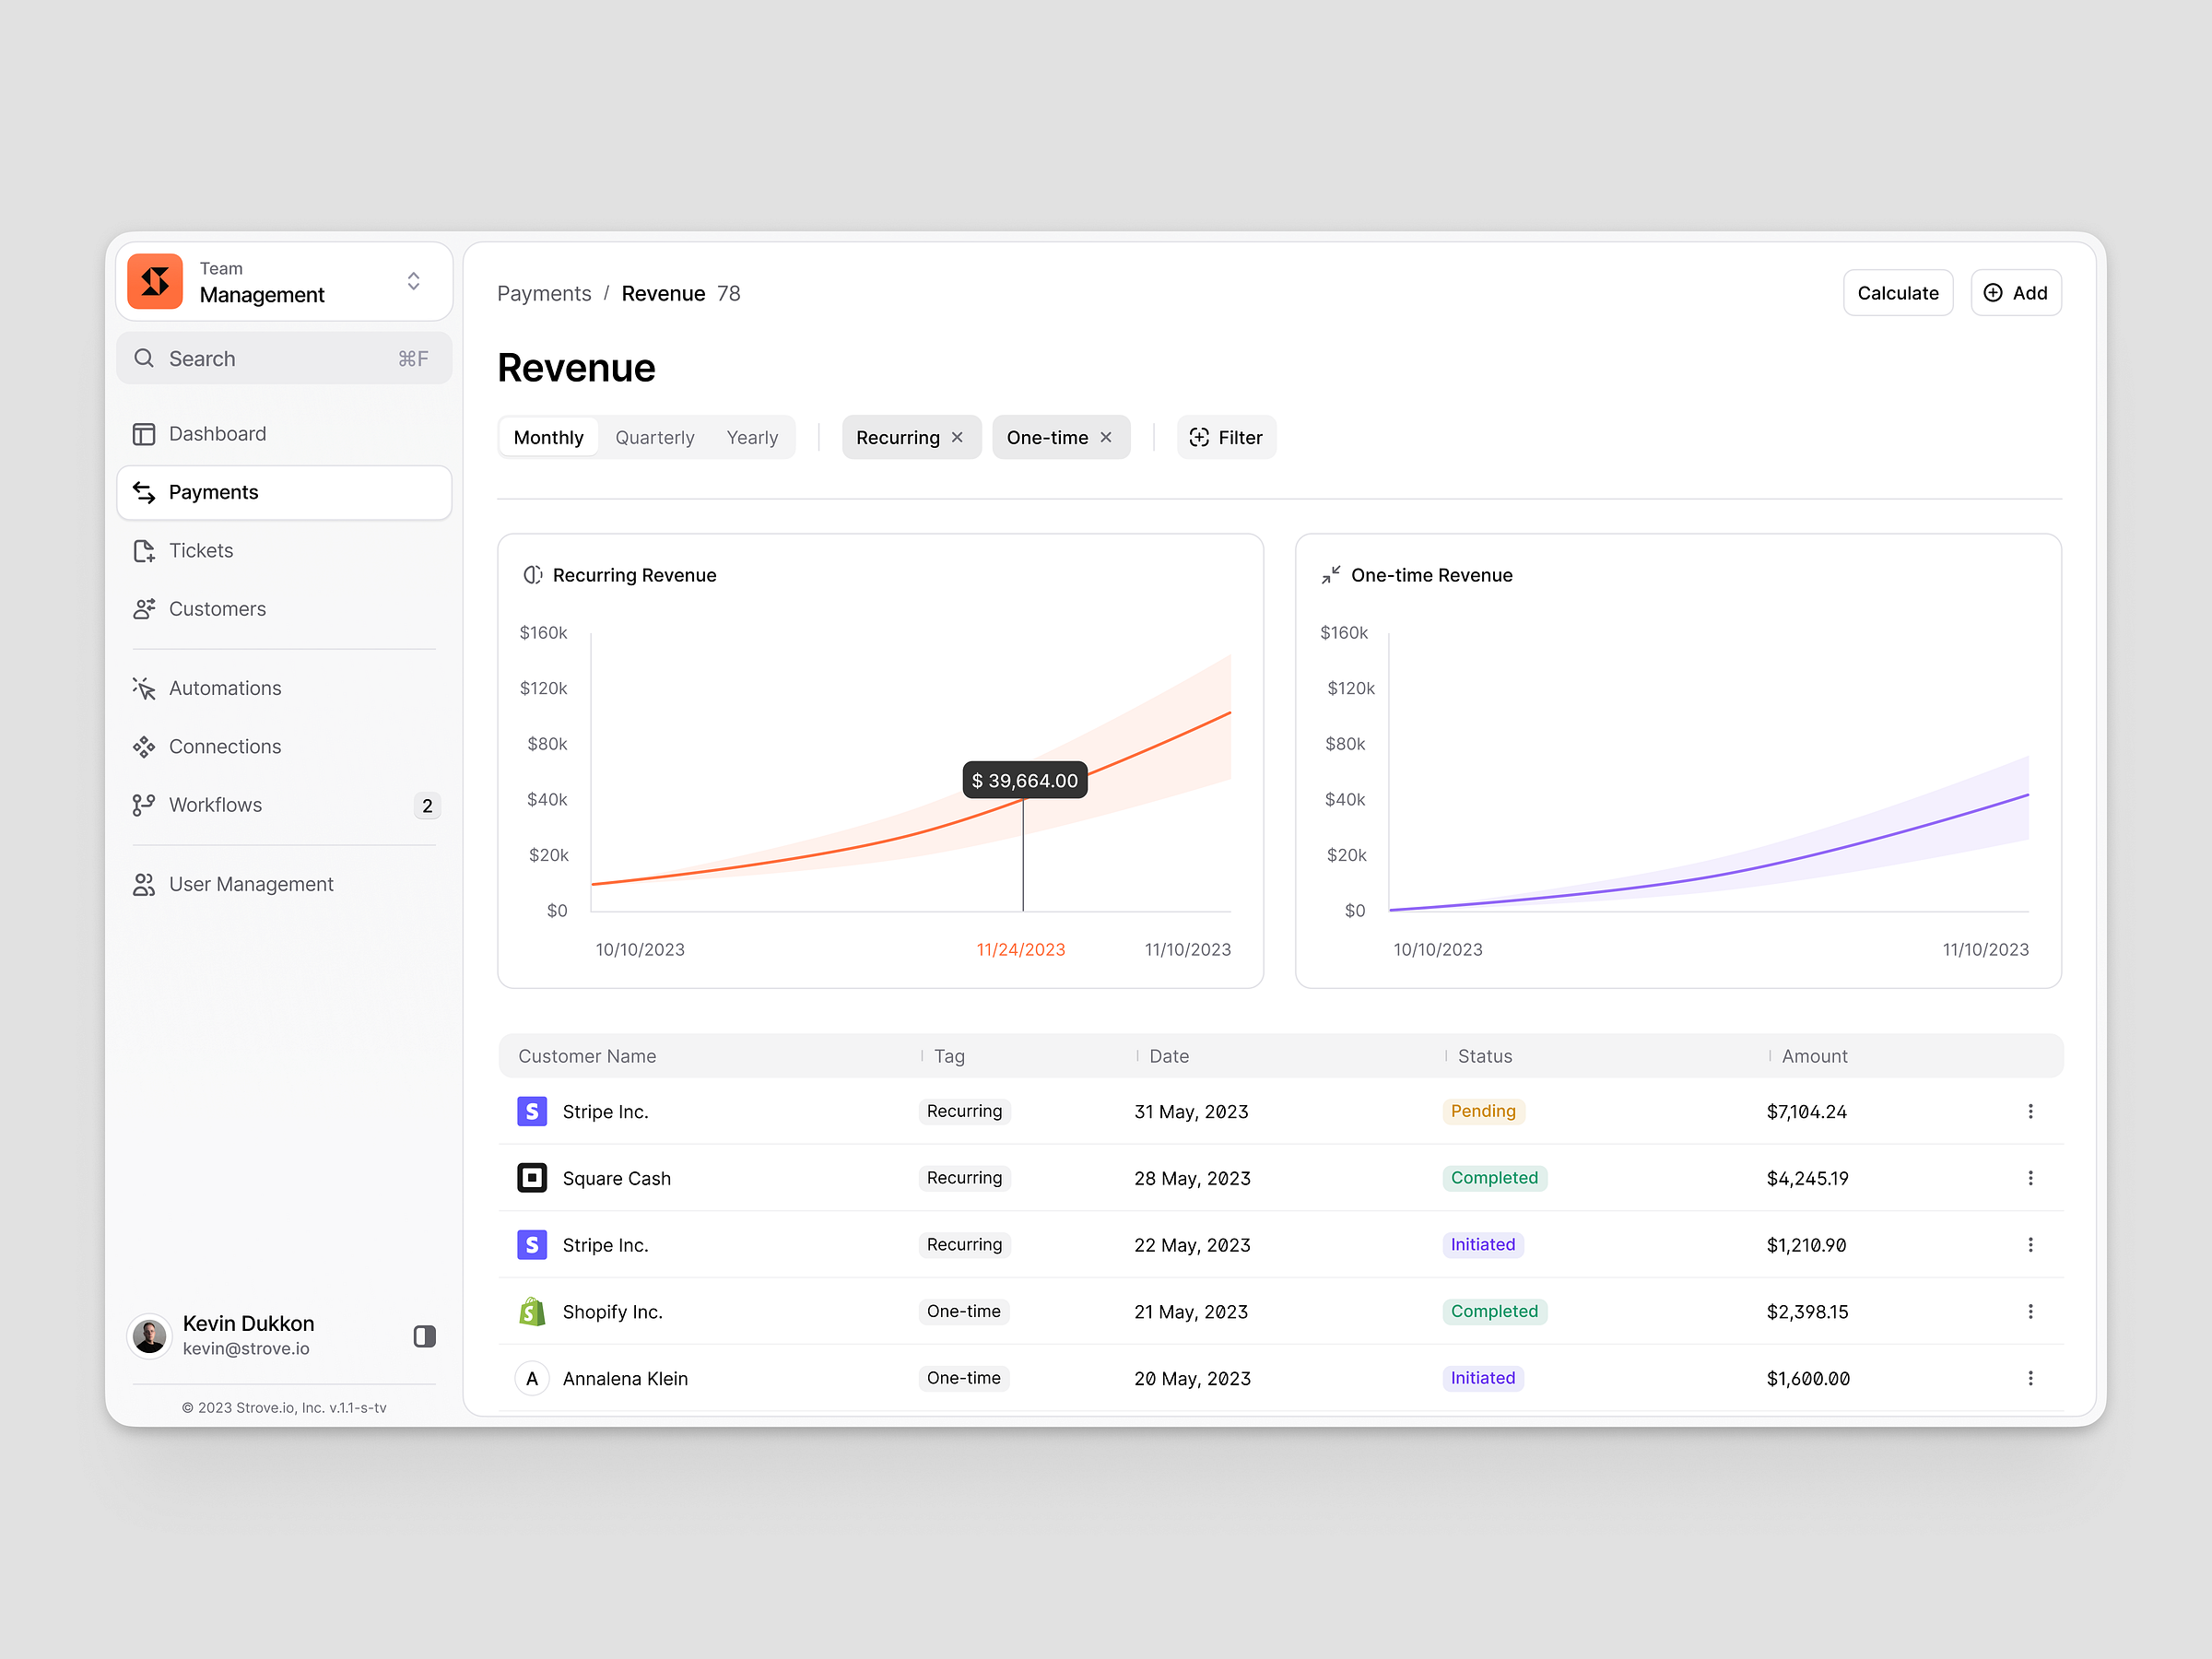 Team
Management
Search ⌘F
Dashboard
Payments
Tickets
Customers
Automations
Connections
Workflows 2
User Management
Kevin Dukkon
kevin@strove.io
© 2023 Strove.io, Inc. v.1.1-s-tv
Payments / Revenue 78
Calculate
Add
Revenue
Monthly Quarterly Yearly
Recurring
One-time
Filter
Recurring Revenue
$160k
$120k
$80k
$40k
$20k
$0
$ 39,664.00
10/10/2023 11/24/2023 11/10/2023
One-time Revenue
$160k
$120k
$80k
$40k
$20k
$0
10/10/2023 11/10/2023
Customer Name Tag Date Status Amount
S Stripe Inc. Recurring 31 May, 2023 Pending $7,104.24
Square Cash Recurring 28 May, 2023 Completed $4,245.19
S Stripe Inc. Recurring 22 May, 2023 Initiated $1,210.90
S Shopify Inc. One-time 21 May, 2023 Completed $2,398.15
A Annalena Klein One-time 20 May, 2023 Initiated $1,600.00